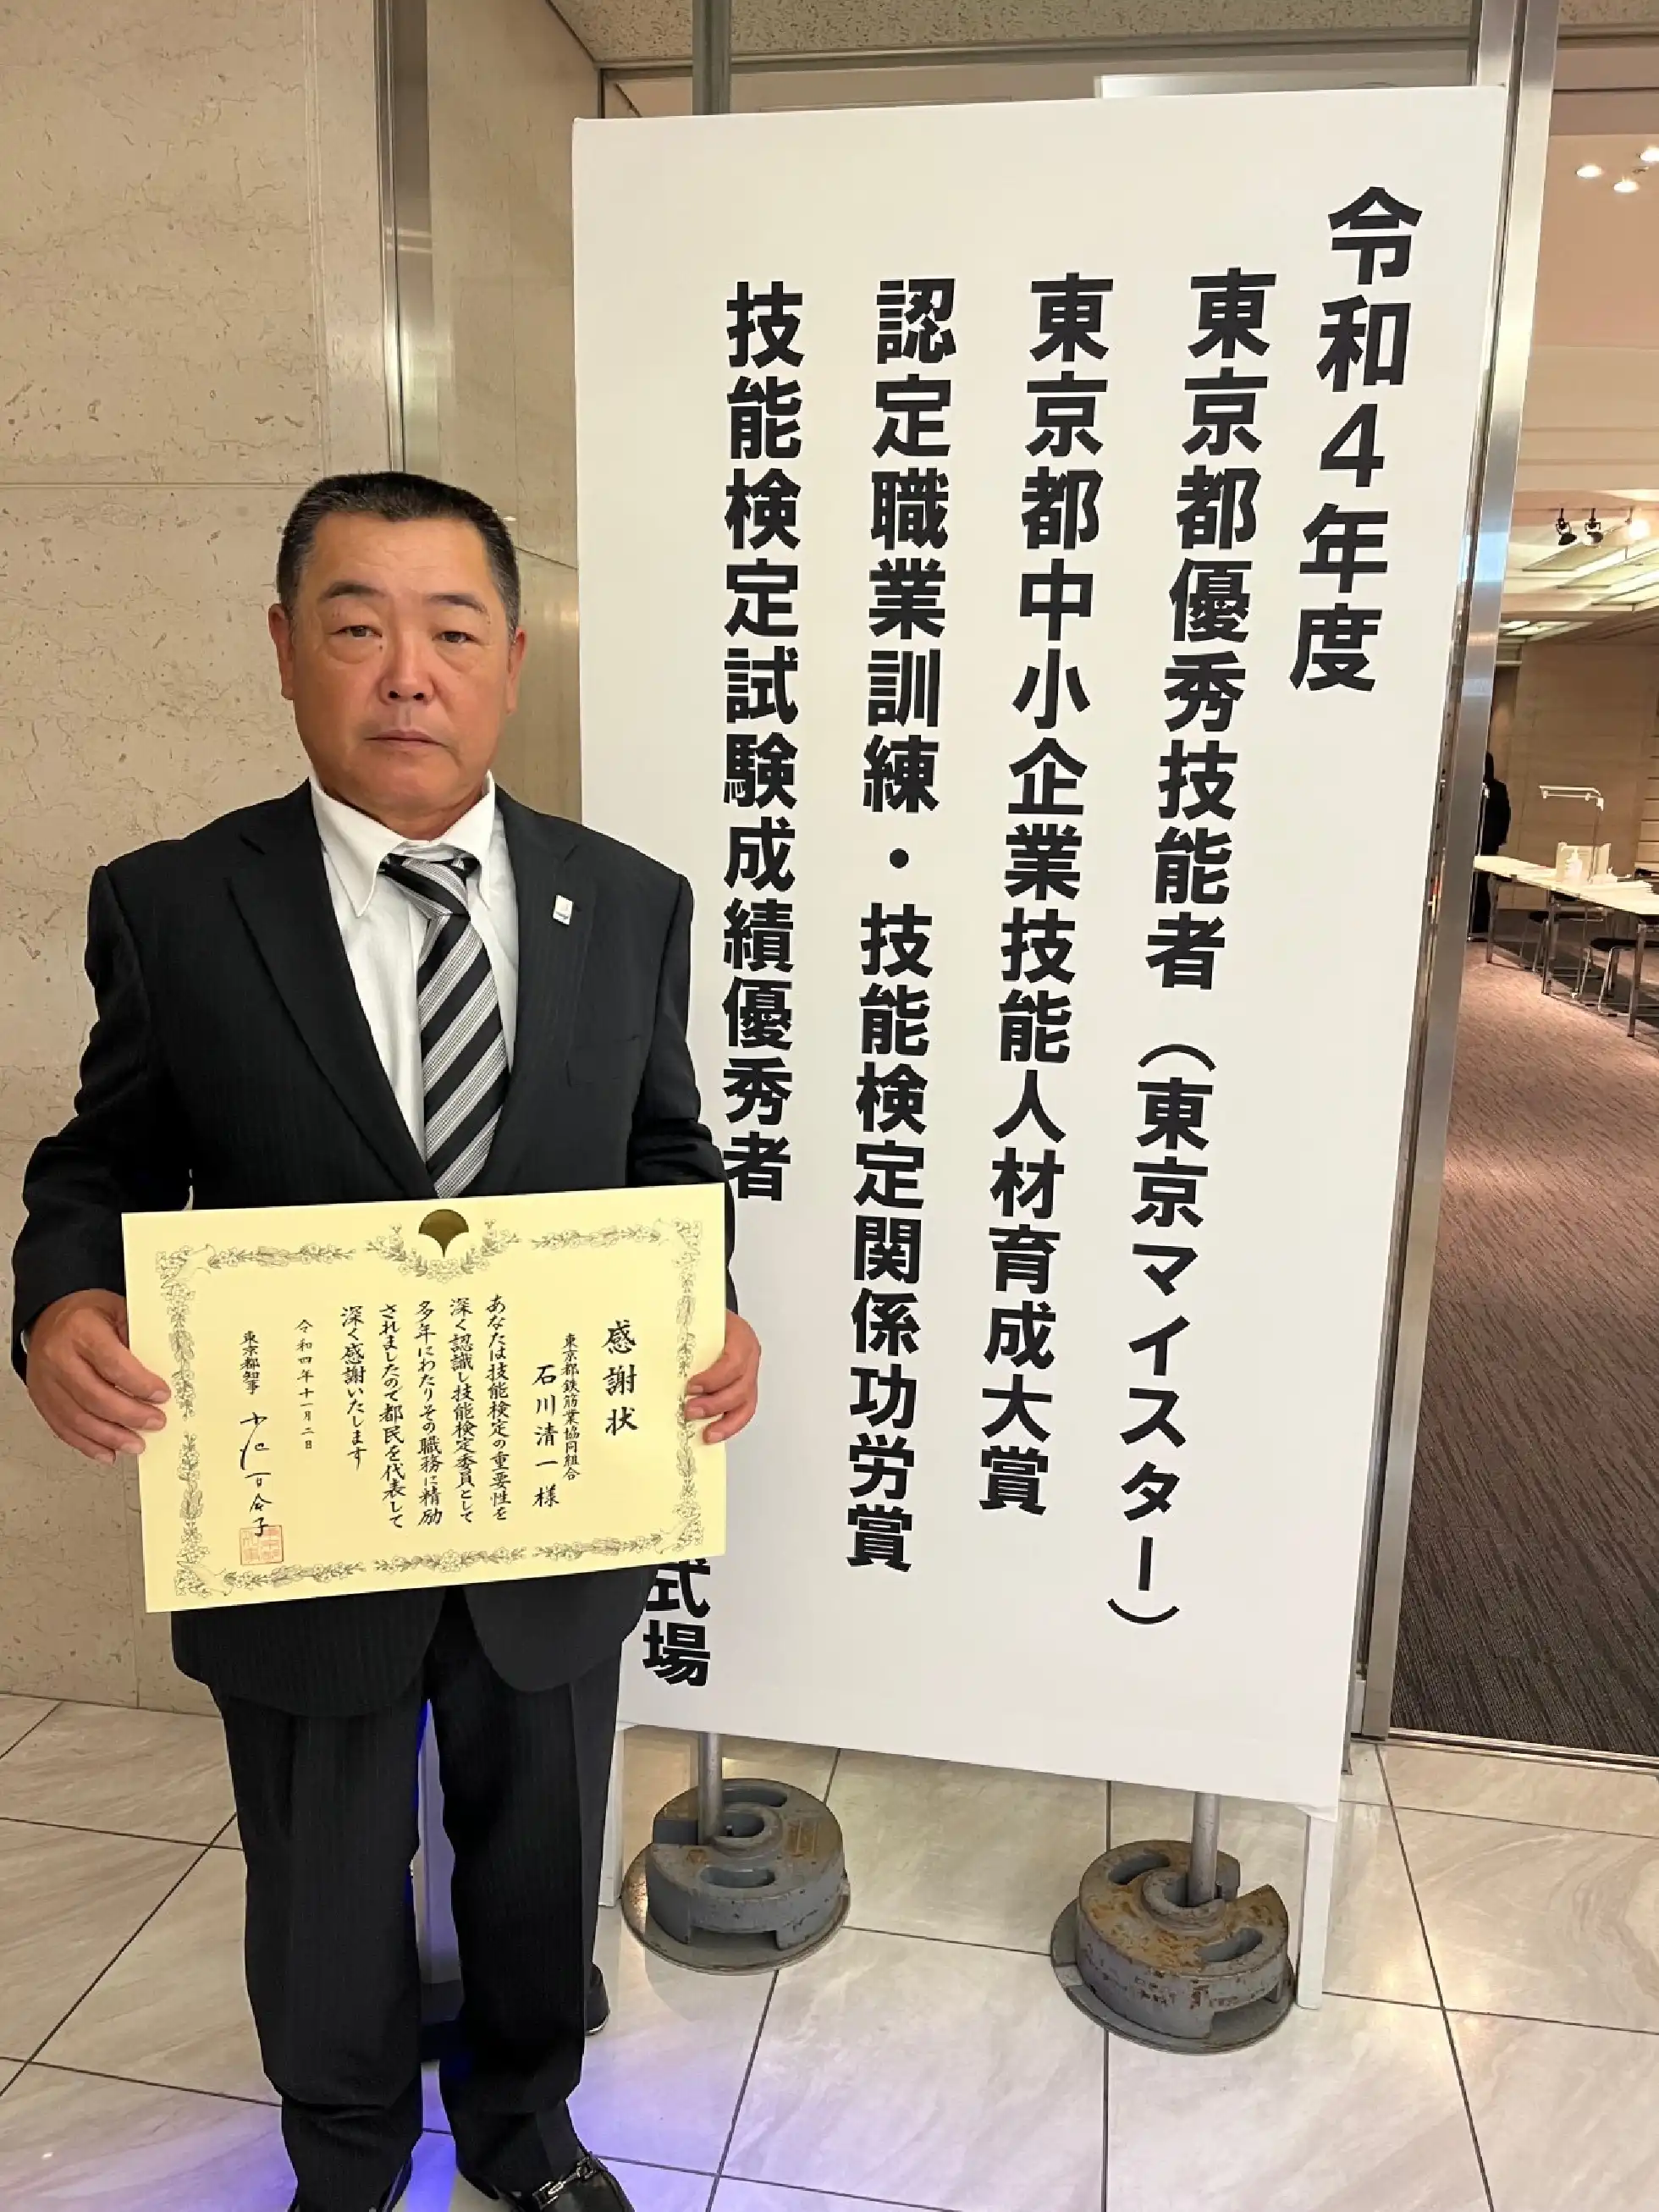 令和4年度
東京都優秀技能者（東京マイスター）
東京都中小企業技能人材育成大賞
認定職業訓練・技能検定関係功労賞
技能検定試験成績優秀者
式場
感謝状
東京都鉄筋業協同組合
石川清一様
あなたは技能検定の重要性を
深く認識し技能検定委員として
多年にわたりその職務に精励
されましたので都民を代表して
深く感謝いたします
令和四年十一月二日
東京都知事 小池百合子